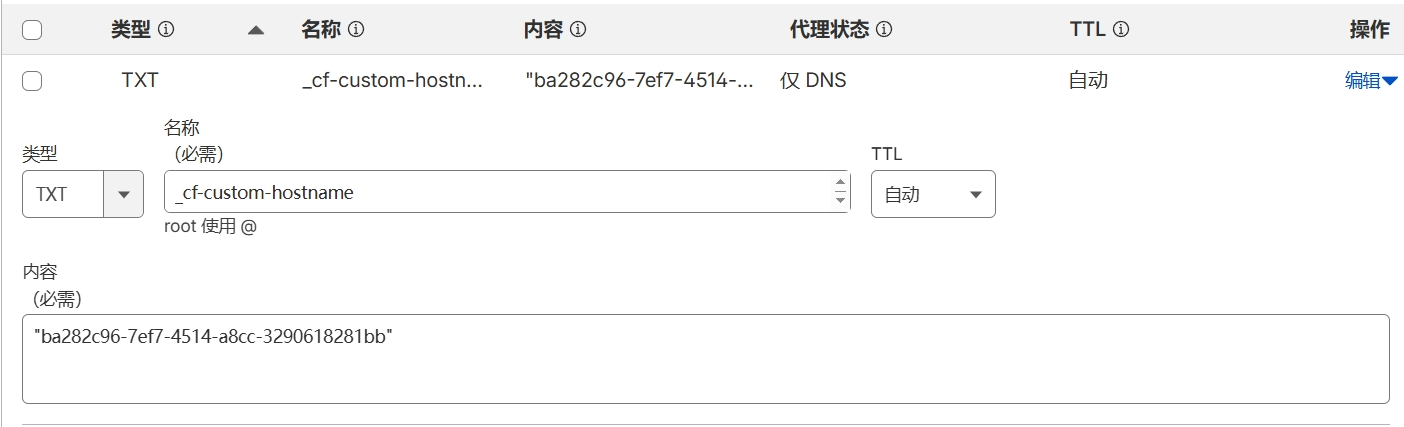 类型 名称 内容 代理状态 TTL 操作
TXT _cf-custom-hostn... "ba282c96-7ef7-4514-... 仅 DNS 自动 编辑
类型
名称
(必需)
TTL
TXT
_cf-custom-hostname
自动
root 使用 @
内容
(必需)
"ba282c96-7ef7-4514-a8cc-3290618281bb"